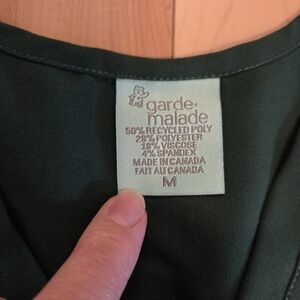 garde-
malade
50% RECYCLED POLY
28% POLYESTER
18% VISCOSE
4% SPANDEX
MADE IN CANADA
FAIT AU CANADA
M